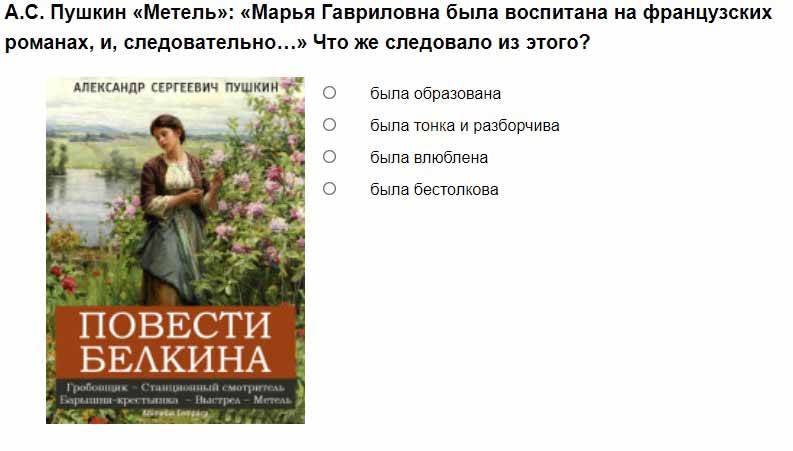 А.С. Пушкин «Метель»: «Марья Гавриловна была воспитана на французских
романах, и, следовательно…» Что же следовало из этого?
АЛЕКСАНДР СЕРГЕЕВИЧ ПУШКИН
ПОВЕСТИ
БЕЛКИНА
Гробовщик – Станционный смотритель
Барышня-крестьянка – Выстрел – Метель
была образована
была тонка и разборчива
была влюблена
была бестолкова